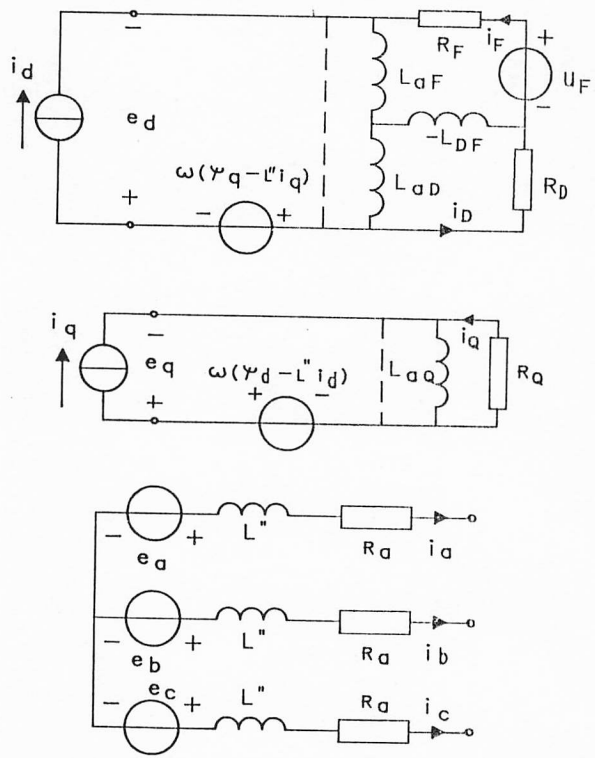 − R_F i_F +
i_d L_aF u_F
e_d −L_DF −
ω(Ψ_q−L"i_q) L_aD R_D
+ − + i_D
i_q − i_Q
e_q ω(Ψ_d−L"i_d) L_aQ R_Q
+ + −
− + L" R_a i_a
e_a
− + L" R_a i_b
e_b
e_c
− + L" R_a i_c